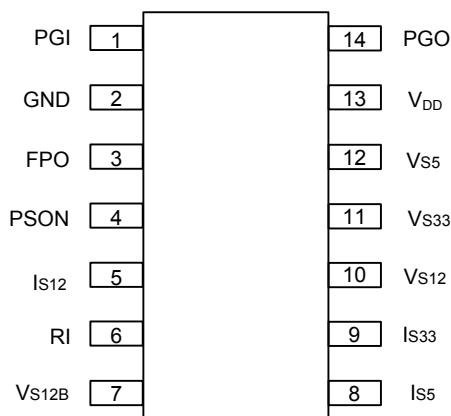 PGI 1 14 PGO
GND 2 13 VDD
FPO 3 12 VS5
PSON 4 11 VS33
IS12 5 10 VS12
RI 6 9 IS33
VS12B 7 8 IS5